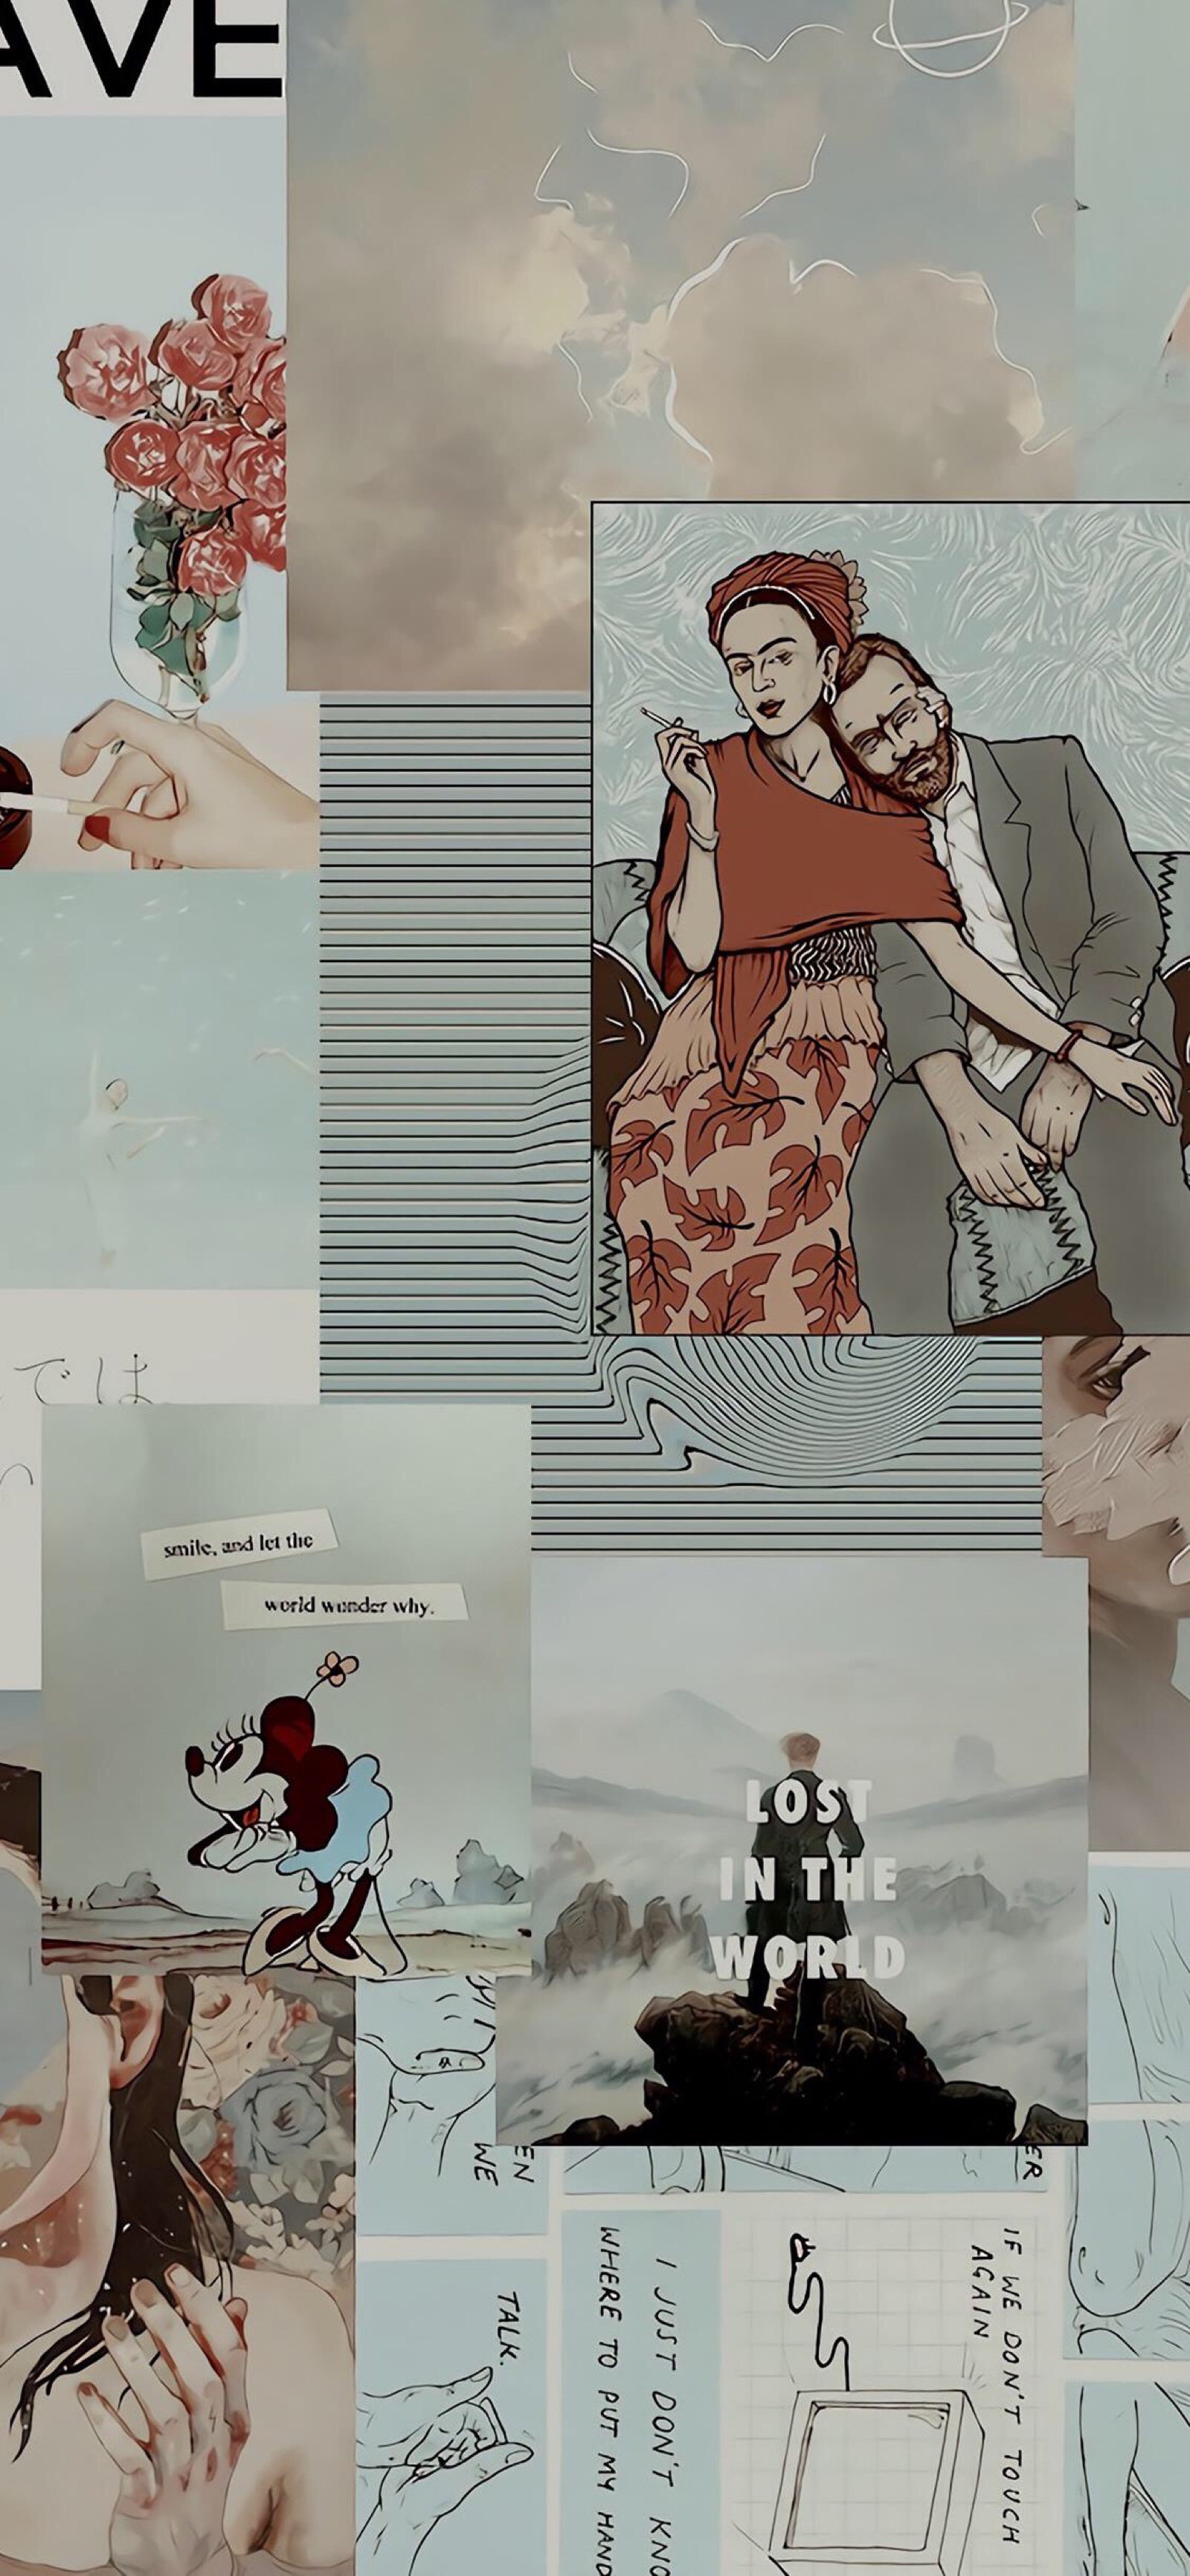 AVE
では
smile, and let the
world wonder why.
LOST
IN THE
WORLD
EN
WE
ER
TALK.
I JUST DON'T KNO
WHERE TO PUT MY HAND
IF WE DON'T TOUCH
AGAIN